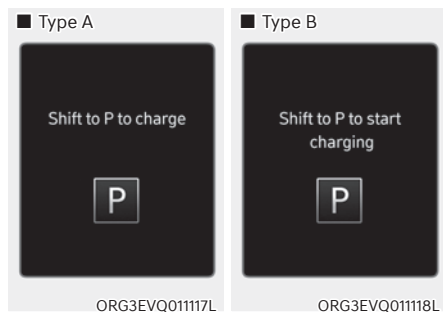 ■ Type A
Shift to P to charge
P
ORG3EVQ011117L
■ Type B
Shift to P to start
charging
P
ORG3EVQ011118L